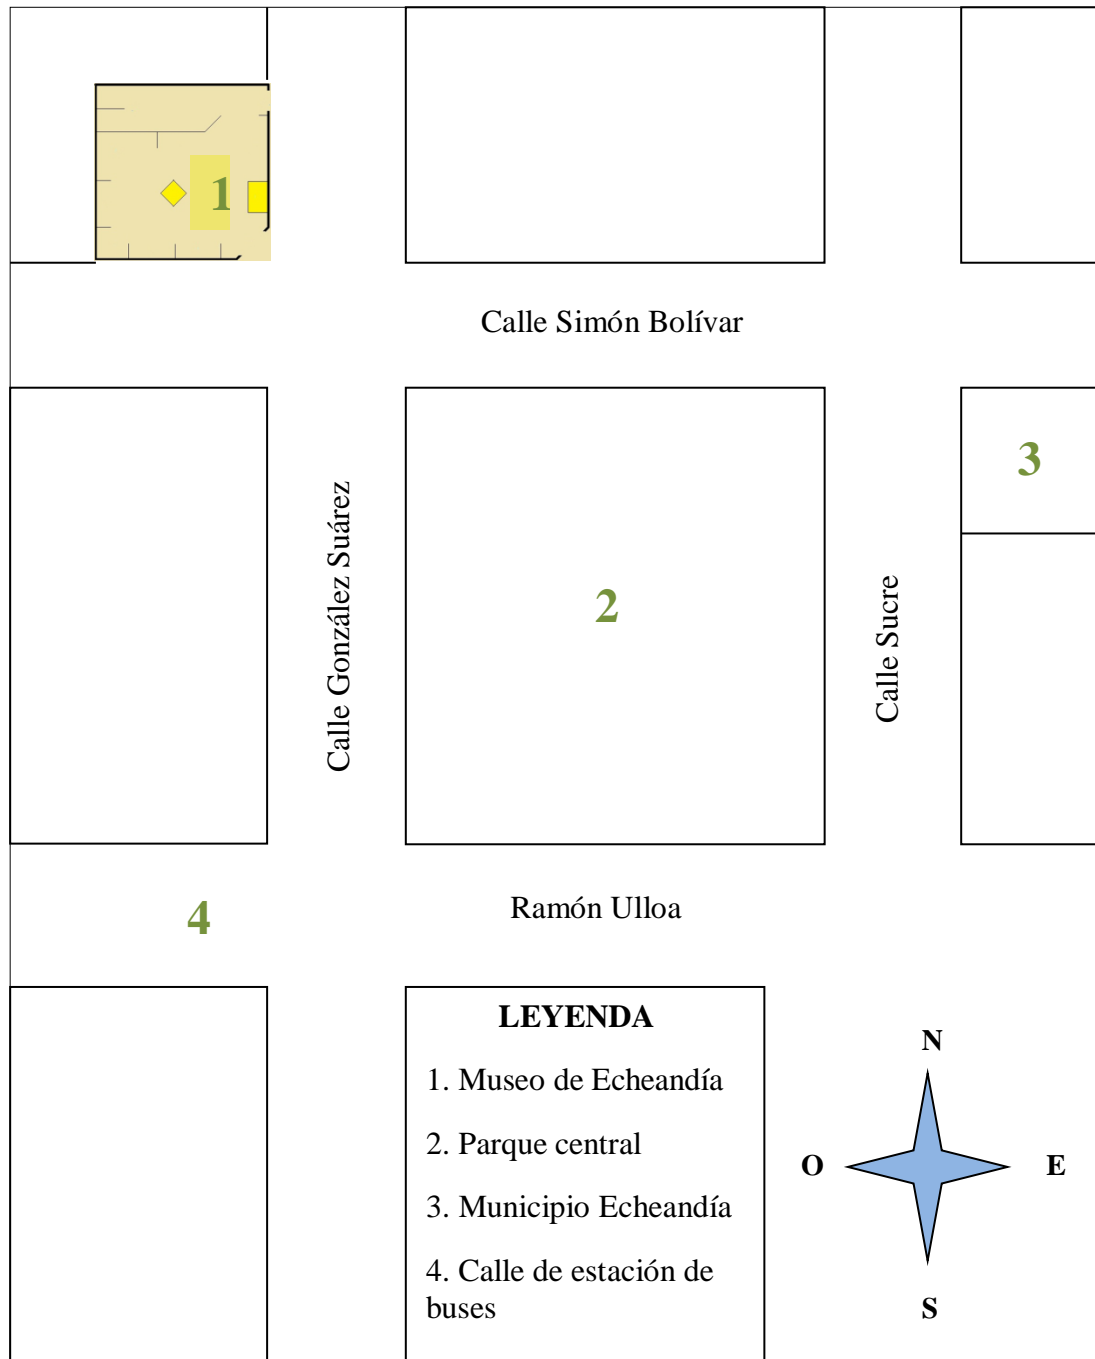 1
Calle Simón Bolívar
3
Calle González Suárez
2
Calle Sucre
4
Ramón Ulloa
LEYENDA
1. Museo de Echeandía
2. Parque central
3. Municipio Echeandía
4. Calle de estación de
buses
N
O
E
S